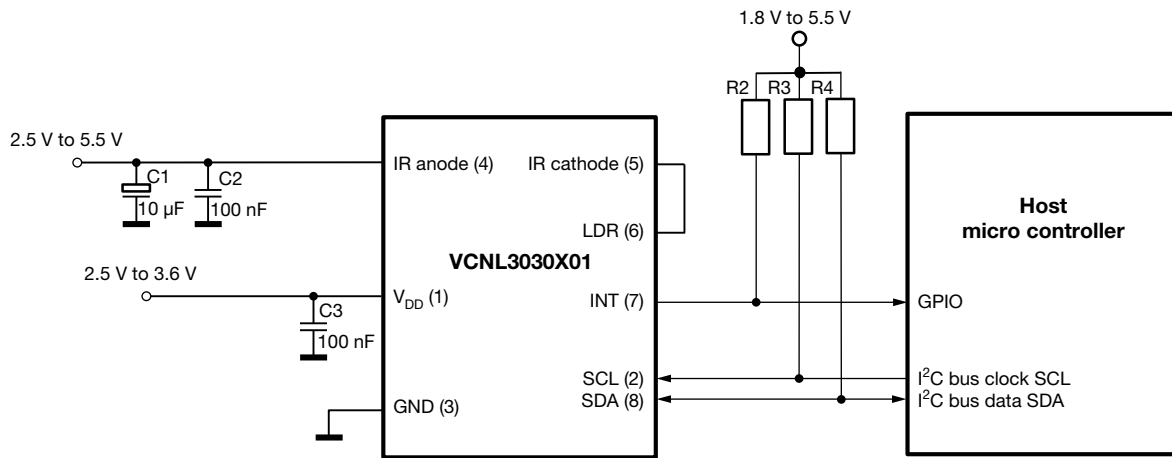 1.8 V to 5.5 V
R2 R3 R4
2.5 V to 5.5 V
C1
10 µF
C2
100 nF
IR anode (4)
IR cathode (5)
LDR (6)
VCNL3030X01
Host
micro controller
2.5 V to 3.6 V
C3
100 nF
VDD (1)
INT (7)
GPIO
SCL (2)
I²C bus clock SCL
SDA (8)
I²C bus data SDA
GND (3)